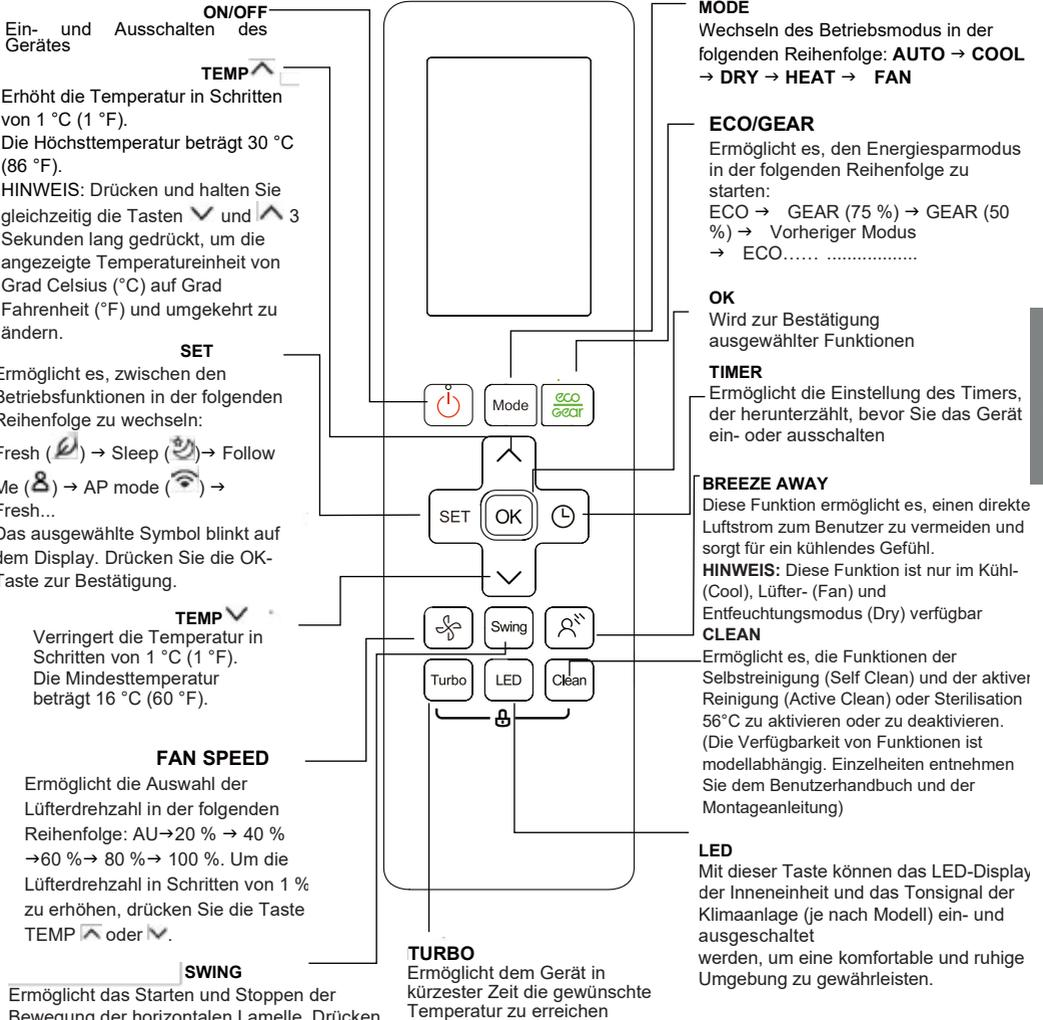 ON/OFF
Ein- und Ausschalten des
Gerätes
TEMP
Erhöht die Temperatur in Schritten
von 1 °C (1 °F).
Die Höchsttemperatur beträgt 30 °C
(86 °F).
HINWEIS: Drücken und halten Sie
gleichzeitig die Tasten und 3
Sekunden lang gedrückt, um die
angezeigte Temperatureinheit von
Grad Celsius (°C) auf Grad
Fahrenheit (°F) und umgekehrt zu
ändern.
SET
Ermöglicht es, zwischen den
Betriebsfunktionen in der folgenden
Reihenfolge zu wechseln:
Fresh ( ) → Sleep ( )→ Follow
Me ( ) → AP mode ( ) →
Fresh...
Das ausgewählte Symbol blinkt auf
dem Display. Drücken Sie die OK-
Taste zur Bestätigung.
TEMP
Verringert die Temperatur in
Schritten von 1 °C (1 °F).
Die Mindesttemperatur
beträgt 16 °C (60 °F).
FAN SPEED
Ermöglicht die Auswahl der
Lüfterdrehzahl in der folgenden
Reihenfolge: AU→20 % → 40 %
→60 %→ 80 %→ 100 %. Um die
Lüfterdrehzahl in Schritten von 1 %
zu erhöhen, drücken Sie die Taste
TEMP oder .
SWING
Ermöglicht das Starten und Stoppen der
Bewegung der horizontalen Lamelle. Drücken
Mode
eco
Gear
SET
OK
Swing
Turbo
LED
Clean
TURBO
Ermöglicht dem Gerät in
kürzester Zeit die gewünschte
Temperatur zu erreichen
MODE
Wechseln des Betriebsmodus in der
folgenden Reihenfolge: AUTO → COOL
→ DRY → HEAT → FAN
ECO/GEAR
Ermöglicht es, den Energiesparmodus
in der folgenden Reihenfolge zu
starten:
ECO → GEAR (75 %) → GEAR (50
%) → Vorheriger Modus
→ ECO…… ..................
OK
Wird zur Bestätigung
ausgewählter Funktionen
TIMER
Ermöglicht die Einstellung des Timers,
der herunterzählt, bevor Sie das Gerät
ein- oder ausschalten
BREEZE AWAY
Diese Funktion ermöglicht es, einen direkte
Luftstrom zum Benutzer zu vermeiden und
sorgt für ein kühlendes Gefühl.
HINWEIS: Diese Funktion ist nur im Kühl-
(Cool), Lüfter- (Fan) und
Entfeuchtungsmodus (Dry) verfügbar
CLEAN
Ermöglicht es, die Funktionen der
Selbstreinigung (Self Clean) und der aktiven
Reinigung (Active Clean) oder Sterilisation
56°C zu aktivieren oder zu deaktivieren.
(Die Verfügbarkeit von Funktionen ist
modellabhängig. Einzelheiten entnehmen
Sie dem Benutzerhandbuch und der
Montageanleitung)
LED
Mit dieser Taste können das LED-Display
der Inneneinheit und das Tonsignal der
Klimaanlage (je nach Modell) ein- und
ausgeschaltet
werden, um eine komfortable und ruhige
Umgebung zu gewährleisten.